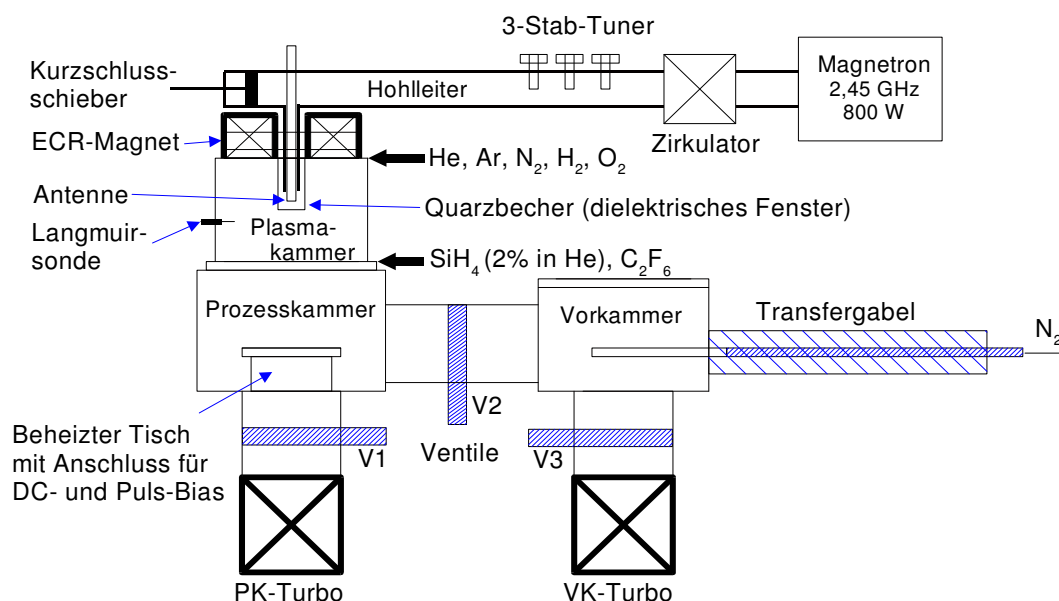 3-Stab-Tuner
Kurzschluss-
schieber
Hohlleiter
Magnetron
2,45 GHz
800 W
Zirkulator
ECR-Magnet
He, Ar, N₂, H₂, O₂
Antenne
Quarzbecher (dielektrisches Fenster)
Langmuir-
sonde
Plasma-
kammer
SiH₄ (2% in He), C₂F₆
Prozesskammer
Vorkammer
Transfergabel
N₂
V2
Beheizter Tisch
mit Anschluss für
DC- und Puls-Bias
V1
Ventile
V3
PK-Turbo
VK-Turbo